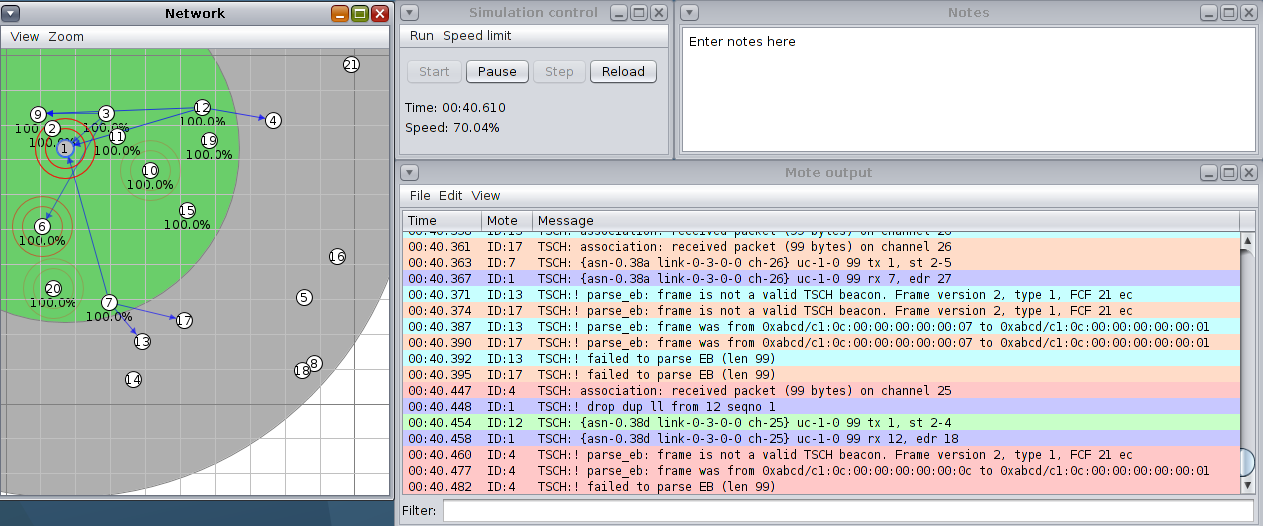 Network
View Zoom
21
9
3
12
4
100.
2
100.0%
100.0%
11
19
100.0%
1
100.0%
100.0%
10
100.0%
15
100.0%
6
100.0%
16
20
100.0%
7
100.0%
5
17
13
8
18
14
Simulation control
Run Speed limit
Start Pause Step Reload
Time: 00:40.610
Speed: 70.04%
Notes
Enter notes here
Mote output
File Edit View
Time Mote Message
00:40.361 ID:17 TSCH: association: received packet (99 bytes) on channel 26
00:40.363 ID:7 TSCH: {asn-0.38a link-0-3-0-0 ch-26} uc-1-0 99 tx 1, st 2-5
00:40.367 ID:1 TSCH: {asn-0.38a link-0-3-0-0 ch-26} uc-1-0 99 rx 7, edr 27
00:40.371 ID:13 TSCH:! parse_eb: frame is not a valid TSCH beacon. Frame version 2, type 1, FCF 21 ec
00:40.374 ID:17 TSCH:! parse_eb: frame is not a valid TSCH beacon. Frame version 2, type 1, FCF 21 ec
00:40.387 ID:13 TSCH:! parse_eb: frame was from 0xabcd/c1:0c:00:00:00:00:00:07 to 0xabcd/c1:0c:00:00:00:00:00:01
00:40.390 ID:17 TSCH:! parse_eb: frame was from 0xabcd/c1:0c:00:00:00:00:00:07 to 0xabcd/c1:0c:00:00:00:00:00:01
00:40.392 ID:13 TSCH:! failed to parse EB (len 99)
00:40.395 ID:17 TSCH:! failed to parse EB (len 99)
00:40.447 ID:4 TSCH: association: received packet (99 bytes) on channel 25
00:40.448 ID:1 TSCH:! drop dup ll from 12 seqno 1
00:40.454 ID:12 TSCH: {asn-0.38d link-0-3-0-0 ch-25} uc-1-0 99 tx 1, st 2-4
00:40.458 ID:1 TSCH: {asn-0.38d link-0-3-0-0 ch-25} uc-1-0 99 rx 12, edr 18
00:40.460 ID:4 TSCH:! parse_eb: frame is not a valid TSCH beacon. Frame version 2, type 1, FCF 21 ec
00:40.477 ID:4 TSCH:! parse_eb: frame was from 0xabcd/c1:0c:00:00:00:00:00:0c to 0xabcd/c1:0c:00:00:00:00:00:01
00:40.482 ID:4 TSCH:! failed to parse EB (len 99)
Filter: